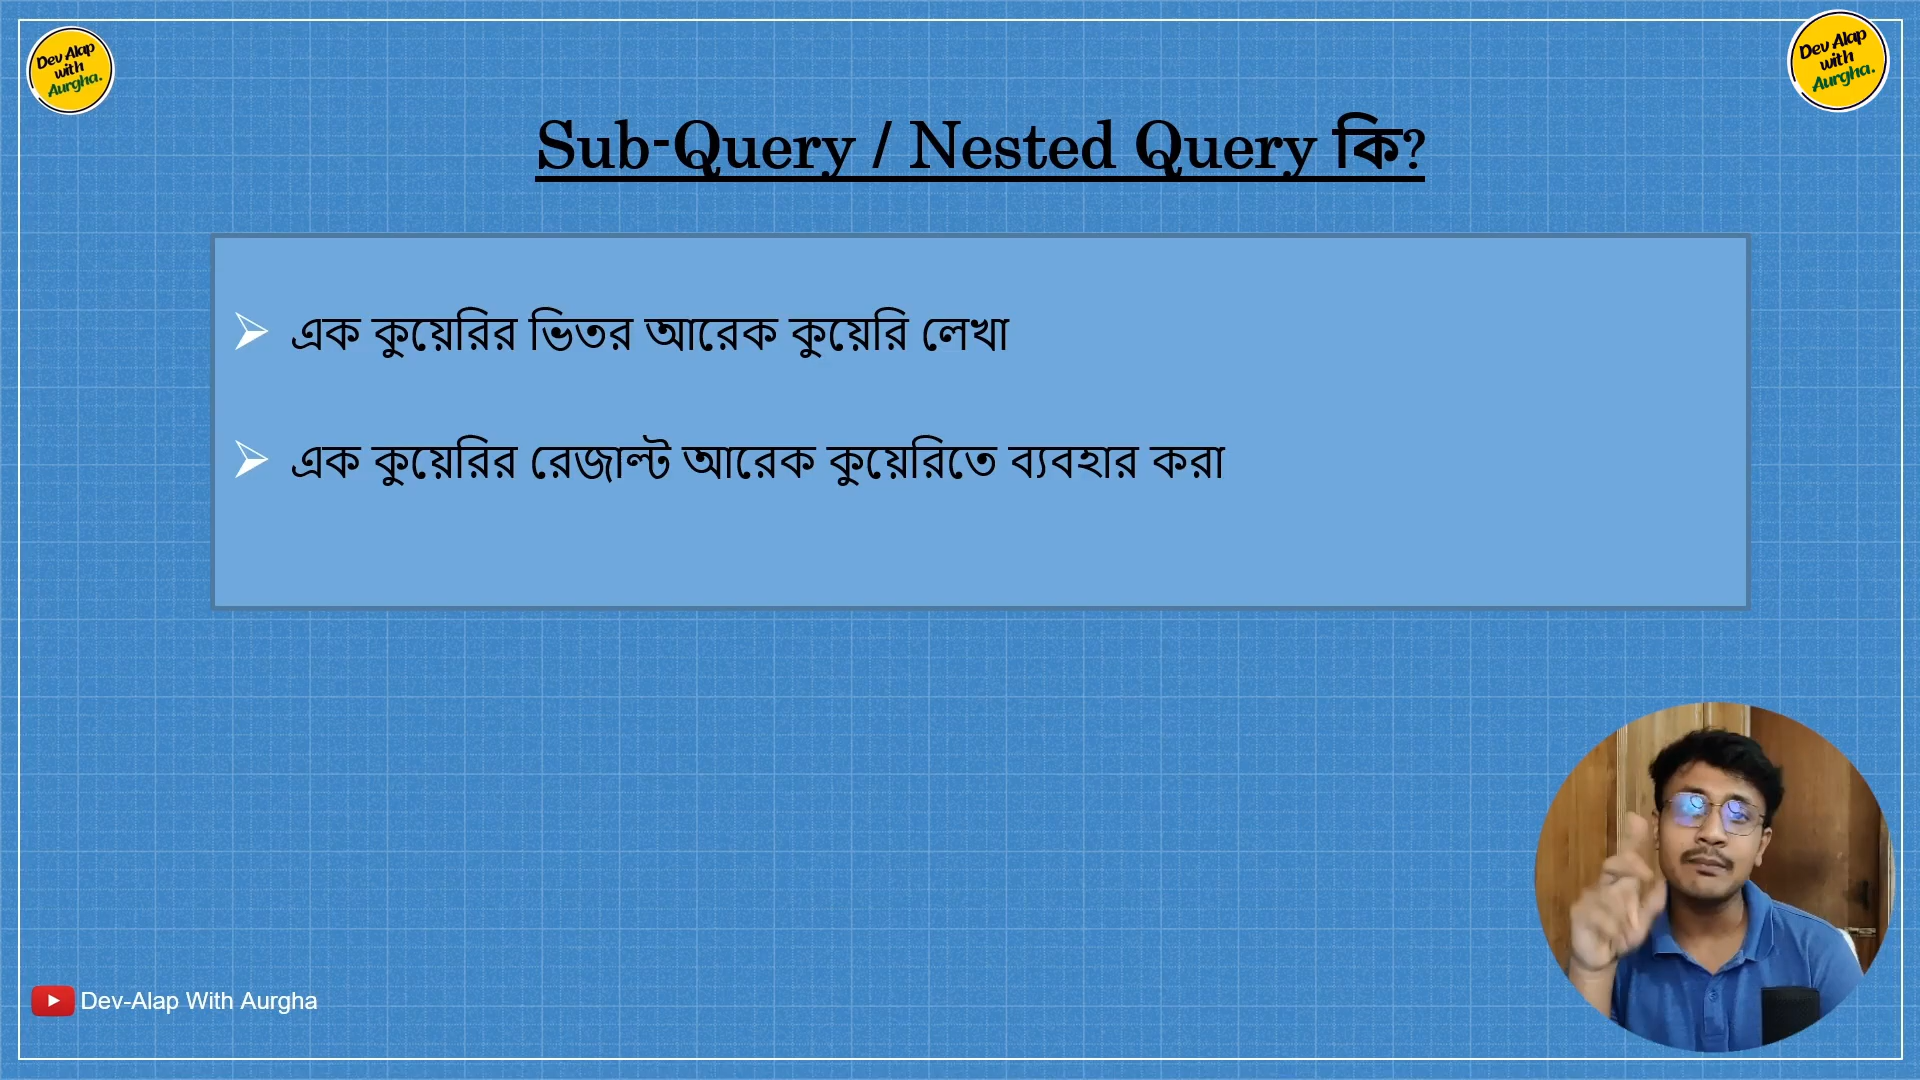 Dev Alap
with
Aurgha.
Dev Alap
with
Aurgha.
Sub-Query / Nested Query কি?
এক কুয়েরির ভিতর আরেক কুয়েরি লেখা
এক কুয়েরির রেজাল্ট আরেক কুয়েরিতে ব্যবহার করা
Dev-Alap With Aurgha